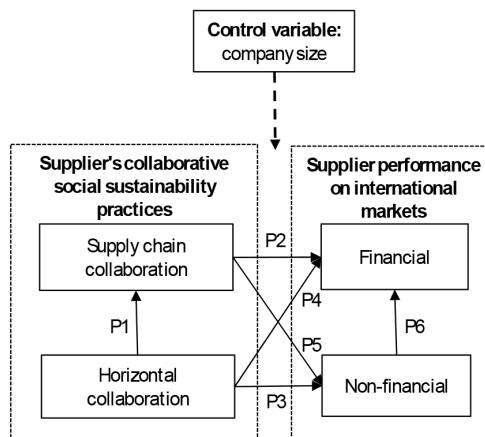 Control variable:
company size
Supplier's collaborative
social sustainability
practices
Supplier performance
on international
markets
Supply chain
collaboration
P2
Financial
P4
P1
P5
P6
Horizontal
collaboration
P3
Non-financial